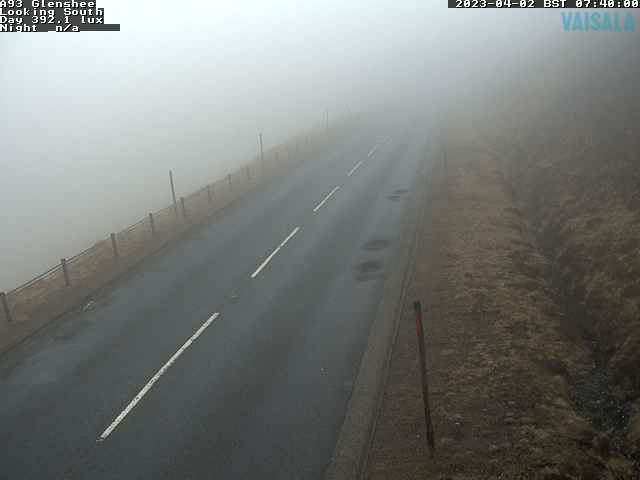 A93 Glenshee
Looking South
Day 392.1 lux
Night n/a
2023-04-02 BST 07:40:00
VAISALA